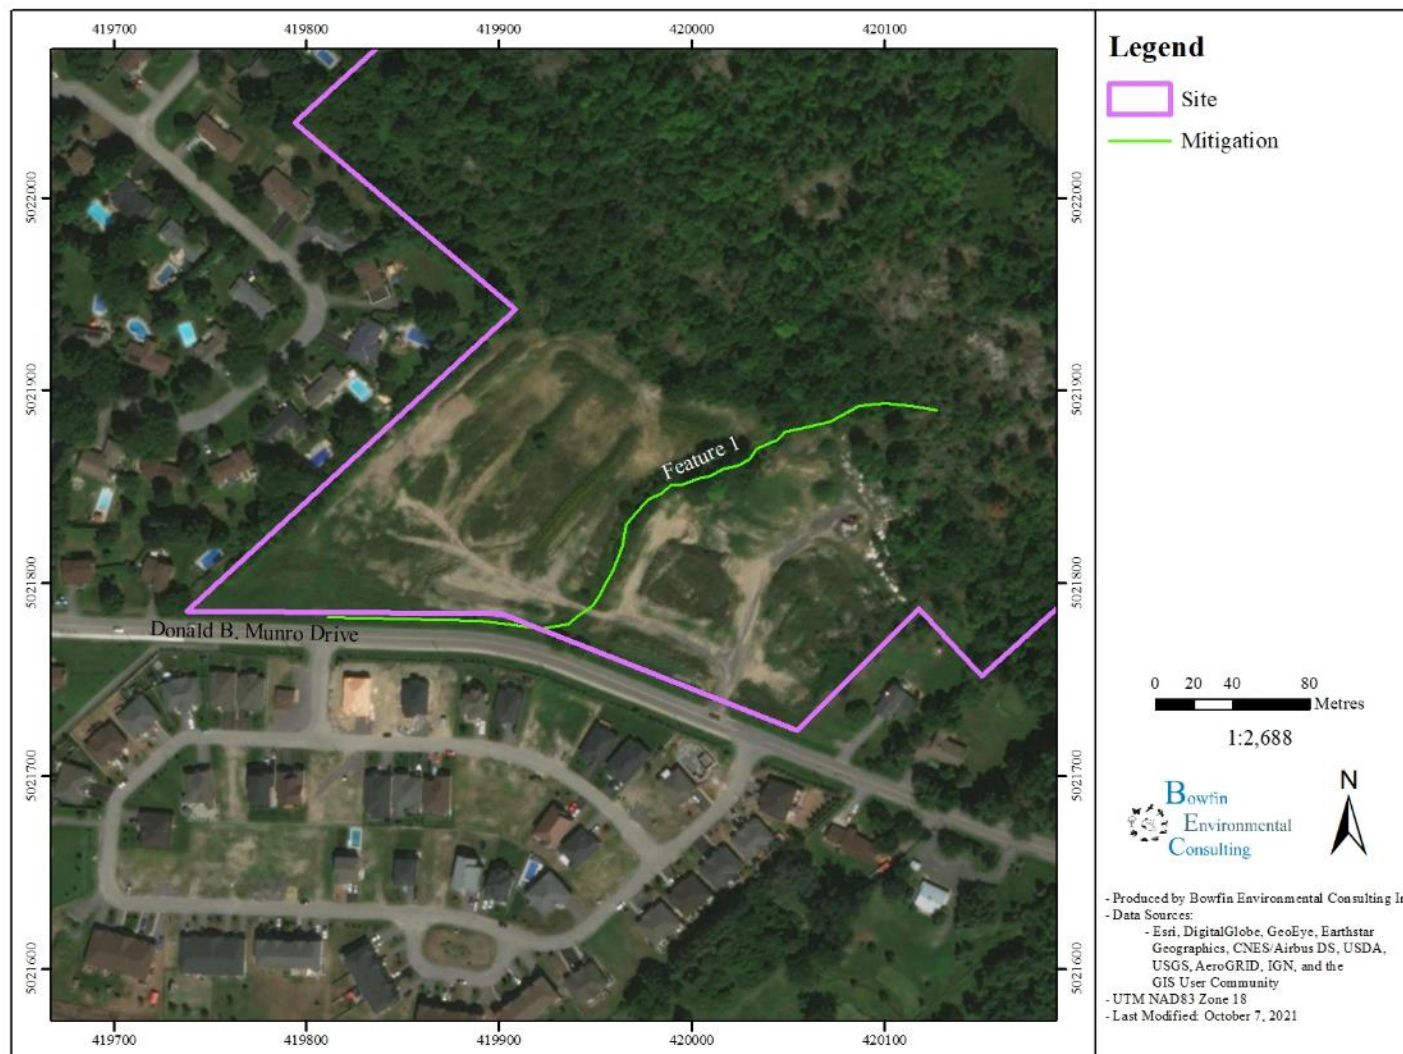 419700 419800 419900 420000 420100
Legend
Site
Mitigation
5022000 5022000
5021900 5021900
Feature 1
5021800 5021800
Donald B. Munro Drive
0 20 40 80 Metres
1:2,688
5021700 5021700
N
Bowfin
Environmental
Consulting
- Produced by Bowfin Environmental Consulting In
- Data Sources:
- Esri, DigitalGlobe, GeoEye, Earthstar
Geographics, CNES/Airbus DS, USDA,
USGS, AeroGRID, IGN, and the
GIS User Community
- UTM NAD83 Zone 18
- Last Modified: October 7, 2021
5021600 5021600
419700 419800 419900 420000 420100